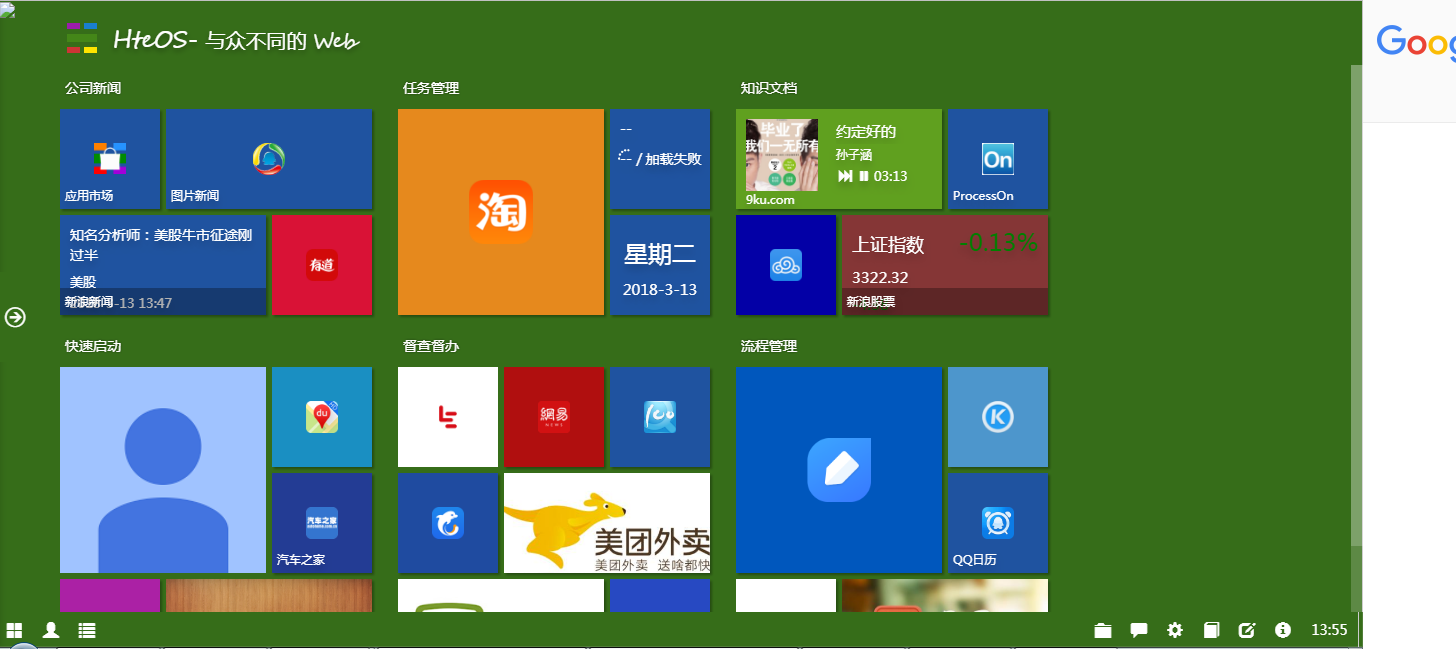 HteOS- 与众不同的 Web
Goog
公司新闻
任务管理
知识文档
应用市场
图片新闻
淘
--
/ 加载失败
毕业了
我们一无所有
约定好的
孙子涵
03:13
9ku.com
On
ProcessOn
知名分析师：美股牛市征途刚
过半
美股
新浪新闻
-13 13:47
有道
星期二
2018-3-13
上证指数
-0.13%
3322.32
新浪股票
快速启动
督查督办
流程管理
du
網易
NEWS
K
汽车之家
汽车之家
美团外卖
美团外卖 送啥都快
QQ日历
13:55